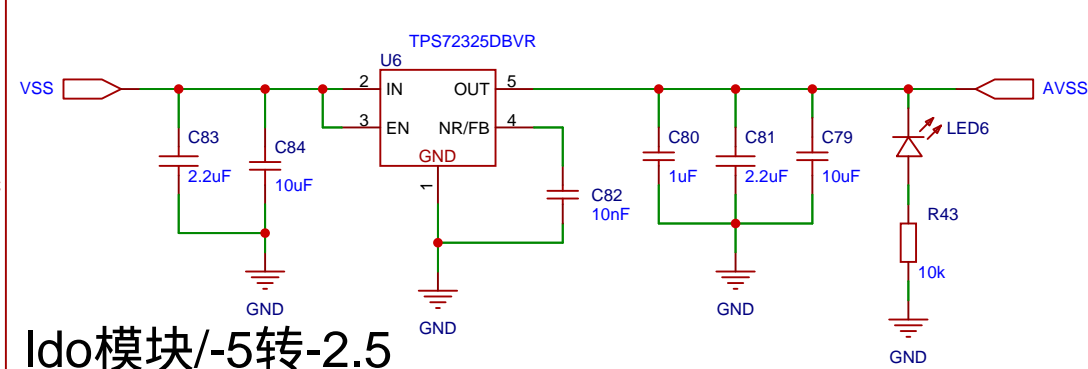 TPS72325DBVR
U6
VSS
2
IN
OUT
5
AVSS
3
EN
NR/FB
4
GND
1
C83
2.2uF
C84
10uF
C82
10nF
C80
1uF
C81
2.2uF
C79
10uF
LED6
R43
10k
GND
GND
GND
GND
ldo模块/-5转-2.5